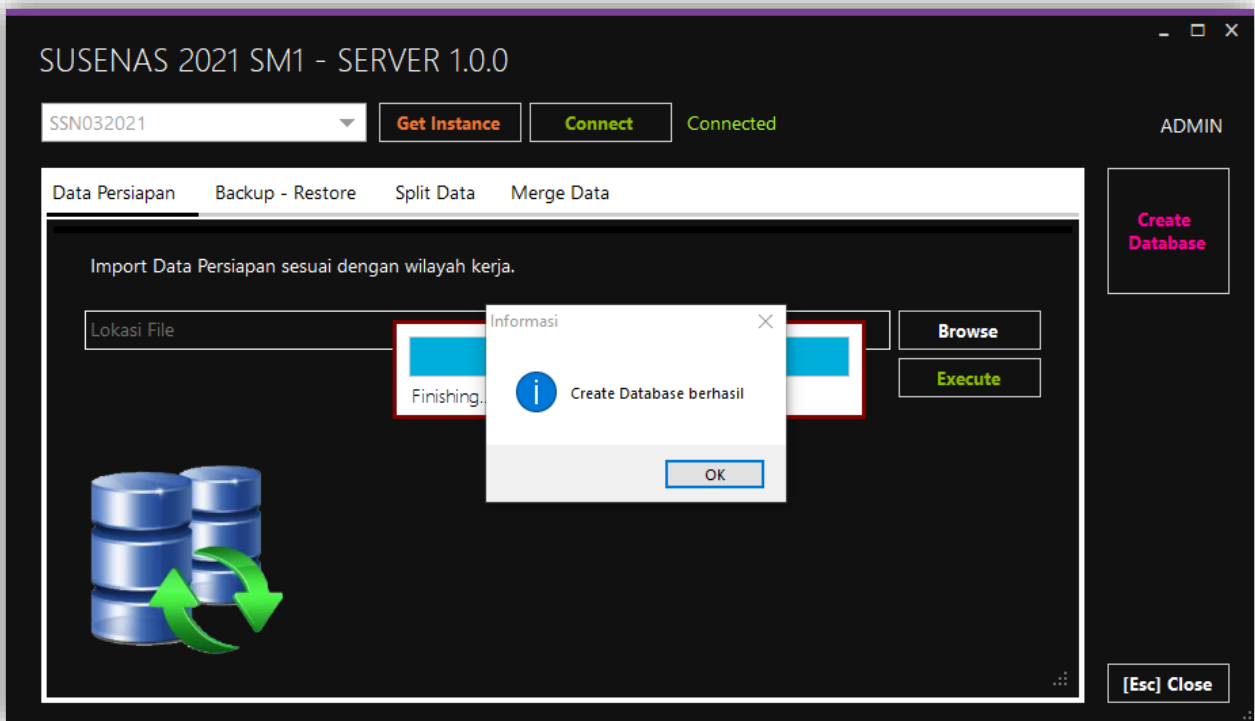 SUSENAS 2021 SM1 - SERVER 1.0.0
SSN032021
Get Instance
Connect
Connected
ADMIN
Data Persiapan
Backup - Restore
Split Data
Merge Data
Create
Database
Import Data Persiapan sesuai dengan wilayah kerja.
Lokasi File
Browse
Execute
Finishing..
Informasi
Create Database berhasil
OK
[Esc] Close